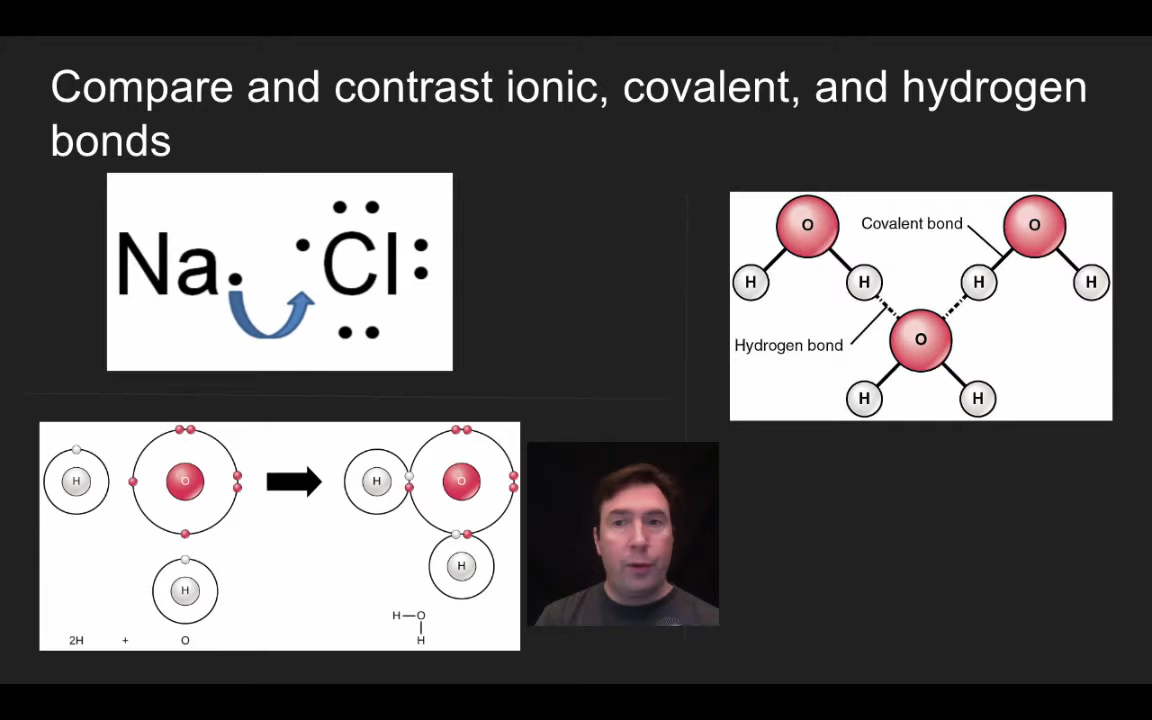 Compare and contrast ionic, covalent, and hydrogen
bonds
Na Cl
O Covalent bond O
H H H H
Hydrogen bond O
H H
H O H O
H H
H—O
H
2H + O